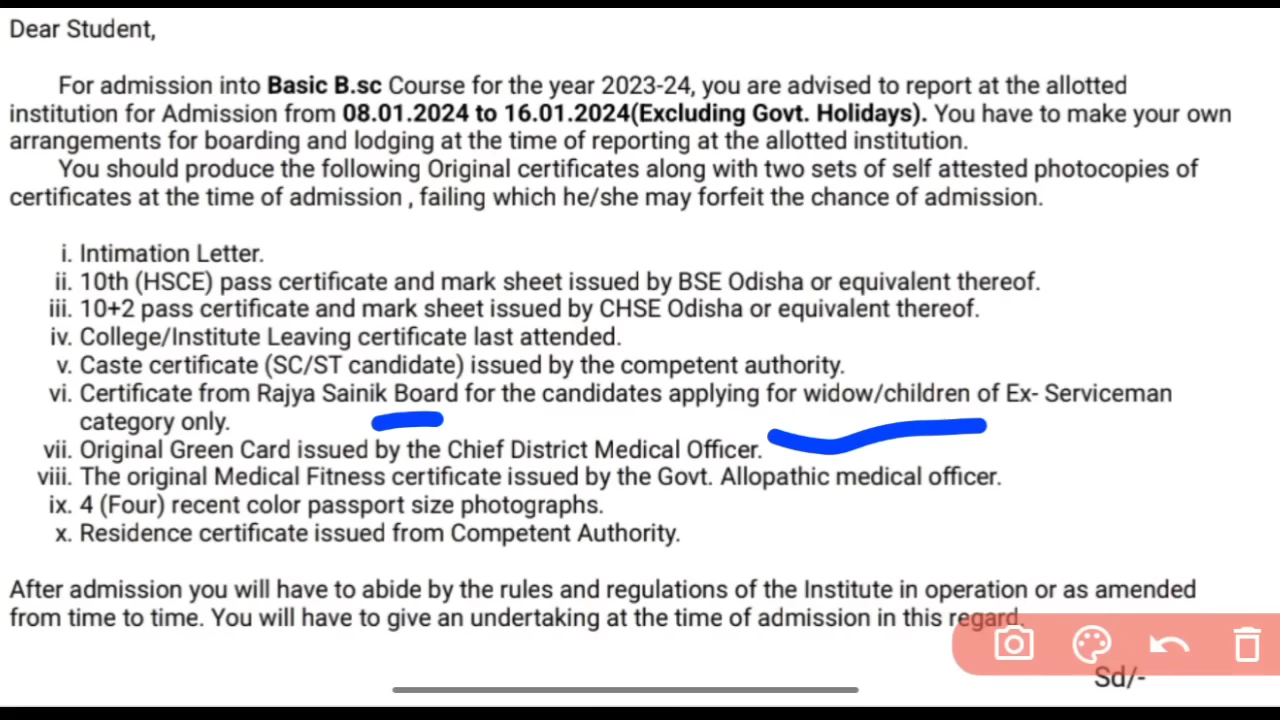 Dear Student,
For admission into Basic B.sc Course for the year 2023-24, you are advised to report at the allotted
institution for Admission from 08.01.2024 to 16.01.2024(Excluding Govt. Holidays). You have to make your own
arrangements for boarding and lodging at the time of reporting at the allotted institution.
You should produce the following Original certificates along with two sets of self attested photocopies of
certificates at the time of admission , failing which he/she may forfeit the chance of admission.
i. Intimation Letter.
ii. 10th (HSCE) pass certificate and mark sheet issued by BSE Odisha or equivalent thereof.
iii. 10+2 pass certificate and mark sheet issued by CHSE Odisha or equivalent thereof.
iv. College/Institute Leaving certificate last attended.
v. Caste certificate (SC/ST candidate) issued by the competent authority.
vi. Certificate from Rajya Sainik Board for the candidates applying for widow/children of Ex- Serviceman
category only.
vii. Original Green Card issued by the Chief District Medical Officer.
viii. The original Medical Fitness certificate issued by the Govt. Allopathic medical officer.
ix. 4 (Four) recent color passport size photographs.
x. Residence certificate issued from Competent Authority.
After admission you will have to abide by the rules and regulations of the Institute in operation or as amended
from time to time. You will have to give an undertaking at the time of admission in this regard.
Sd/-